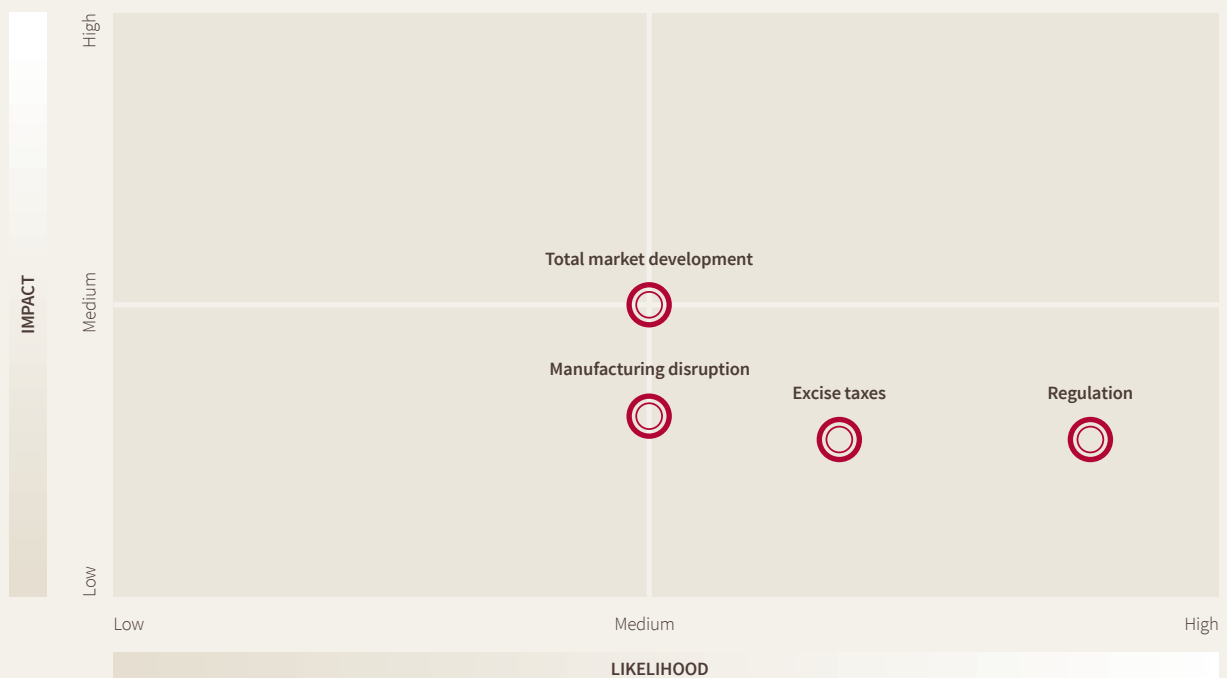 High
Total market development
IMPACT
Medium
Manufacturing disruption
Excise taxes
Regulation
Low
Low
Medium
High
LIKELIHOOD